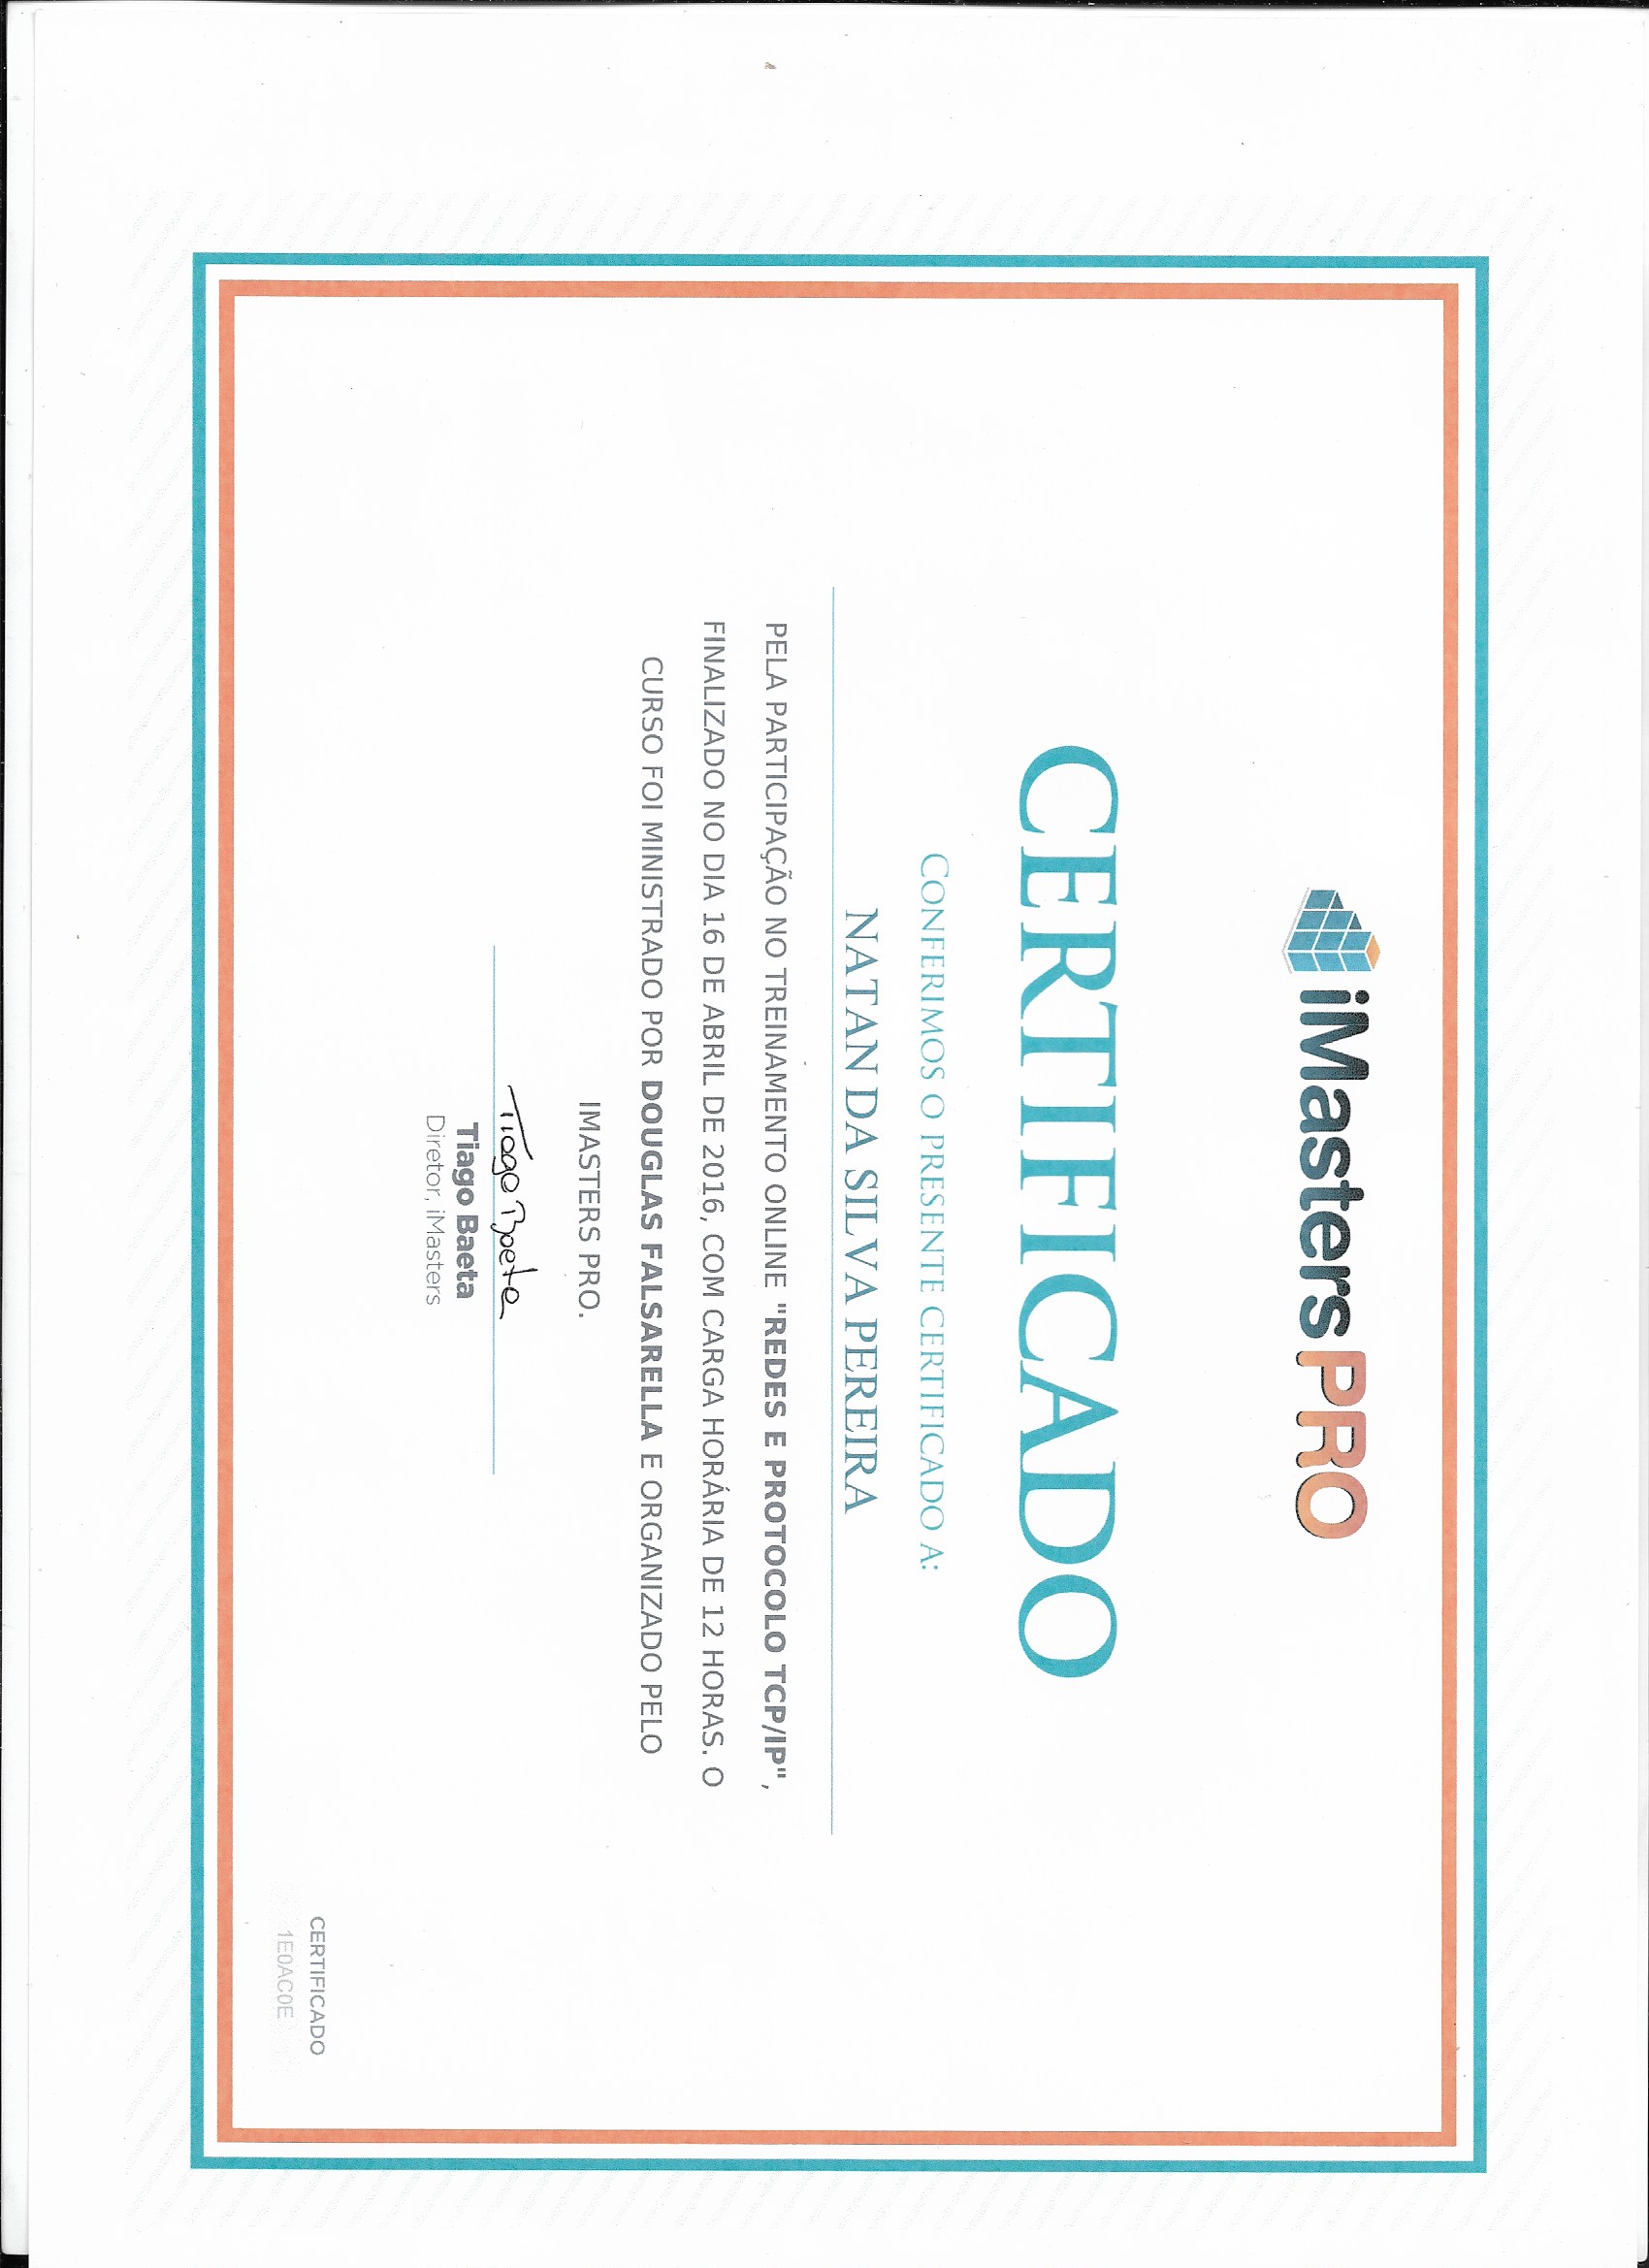 iMastersPRO
CERTIFICADO
CONFERIMOS O PRESENTE CERTIFICADO A:
NATAN DA SILVA PEREIRA
PELA PARTICIPAÇÃO NO TREINAMENTO ONLINE "REDES E PROTOCOLO TCP/IP",
FINALIZADO NO DIA 16 DE ABRIL DE 2016, COM CARGA HORÁRIA DE 12 HORAS. O
CURSO FOI MINISTRADO POR DOUGLAS FALSARELLA E ORGANIZADO PELO
IMASTERS PRO.
Tiago Baeta
Tiago Baeta
Diretor, iMasters
CERTIFICADO
1E0AC0E